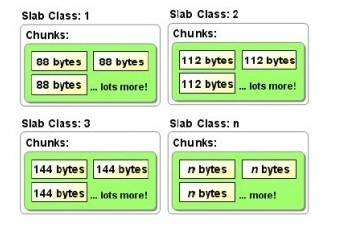 Slab Class: 1
Chunks:
88 bytes 88 bytes
88 bytes ... lots more!
Slab Class: 2
Chunks:
112 bytes 112 bytes
112 bytes ... lots more!
Slab Class: 3
Chunks:
144 bytes 144 bytes
144 bytes ... lots more!
Slab Class: n
Chunks:
n bytes n bytes
n bytes ... more!